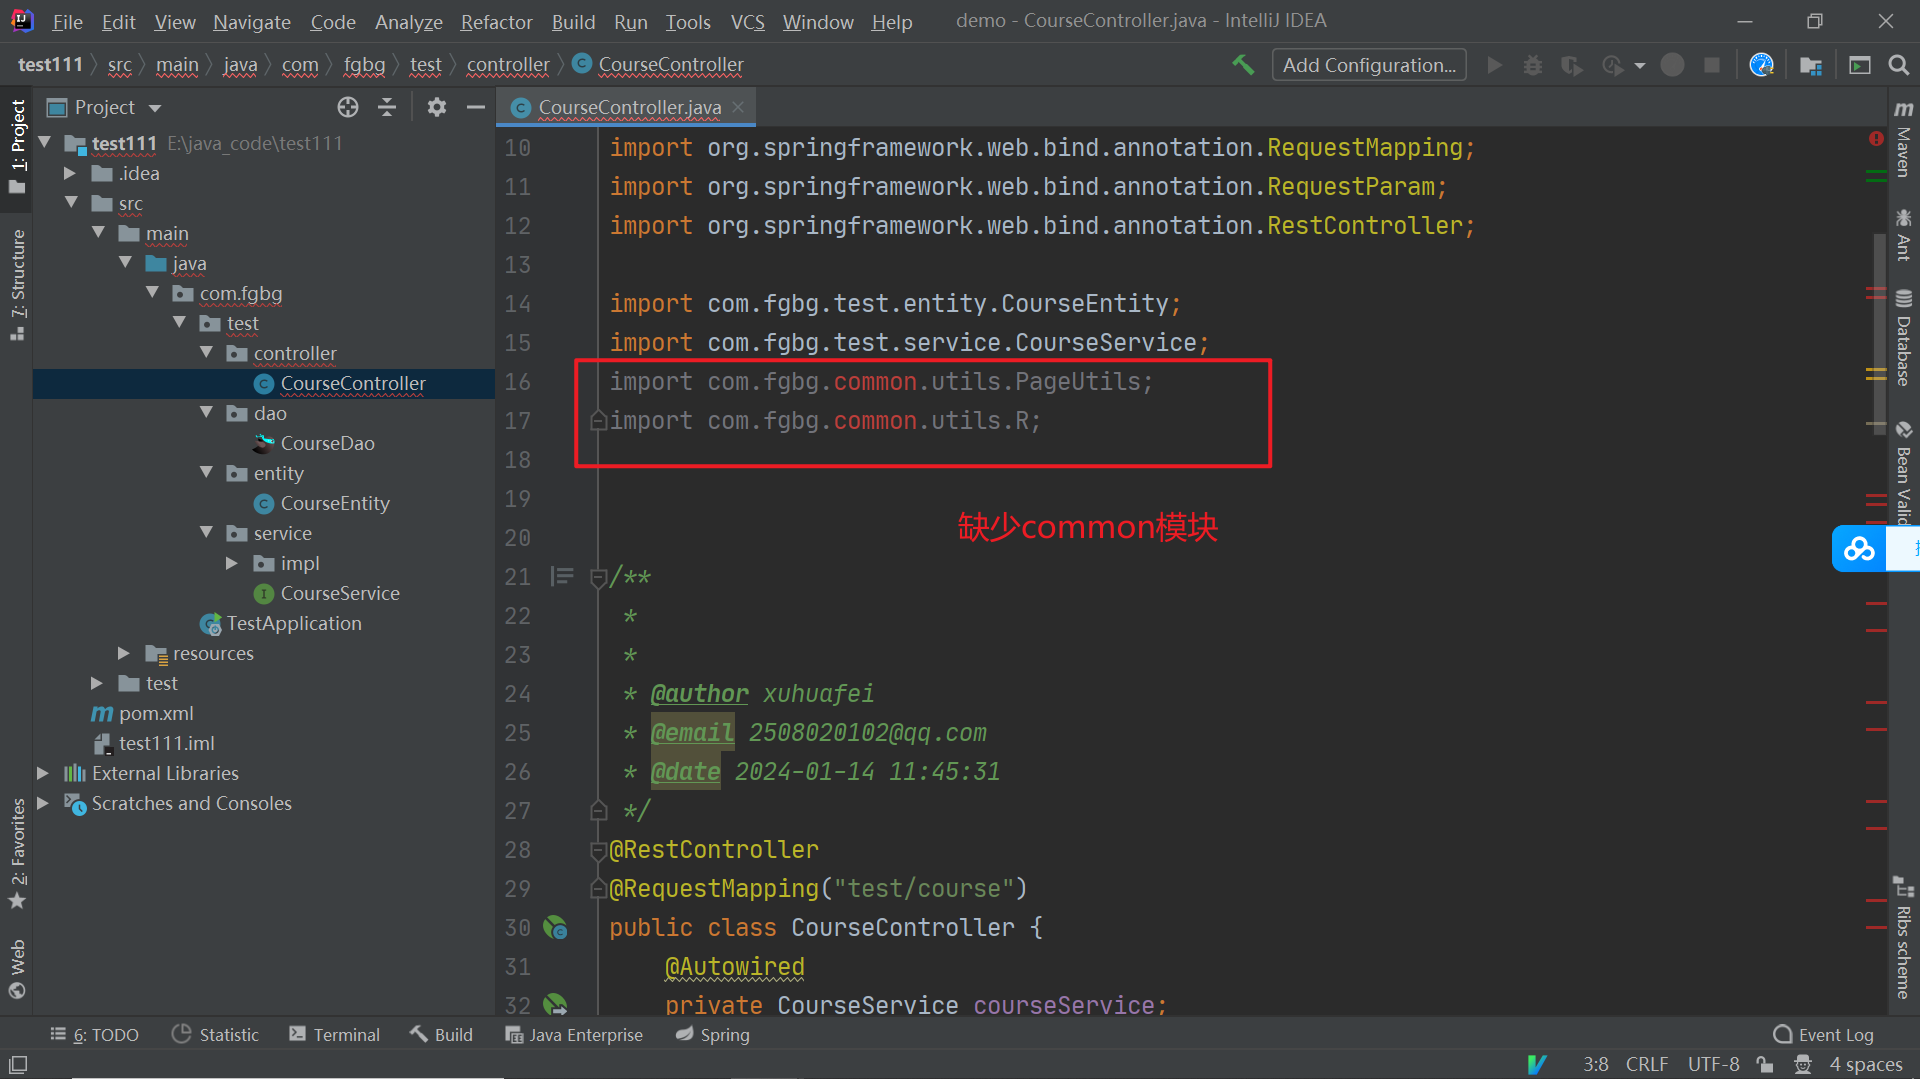 File Edit View Navigate Code Analyze Refactor Build Run Tools VCS Window Help demo - CourseController.java - IntelliJ IDEA
test111 src main java com fgbg test controller CourseController Add Configuration...
Project
CourseController.java
1: Project
7: Structure
2: Favorites
Web
test111 E:\java_code\test111
.idea
src
main
java
com.fgbg
test
controller
CourseController
dao
CourseDao
entity
CourseEntity
service
impl
CourseService
TestApplication
resources
test
pom.xml
test111.iml
External Libraries
Scratches and Consoles
10 import org.springframework.web.bind.annotation.RequestMapping;
11 import org.springframework.web.bind.annotation.RequestParam;
12 import org.springframework.web.bind.annotation.RestController;
13
14 import com.fgbg.test.entity.CourseEntity;
15 import com.fgbg.test.service.CourseService;
16 import com.fgbg.common.utils.PageUtils;
17 import com.fgbg.common.utils.R;
18
19
20
缺少common模块
21 /**
22 *
23 *
24 * @author xuhuafei
25 * @email 2508020102@qq.com
26 * @date 2024-01-14 11:45:31
27 */
28 @RestController
29 @RequestMapping("test/course")
30 public class CourseController {
31 @Autowired
32 private CourseService courseService;
Maven
Ant
Database
Bean Valid
Ribs scheme
6: TODO Statistic Terminal Build Java Enterprise Spring Event Log
3:8 CRLF UTF-8 4 spaces